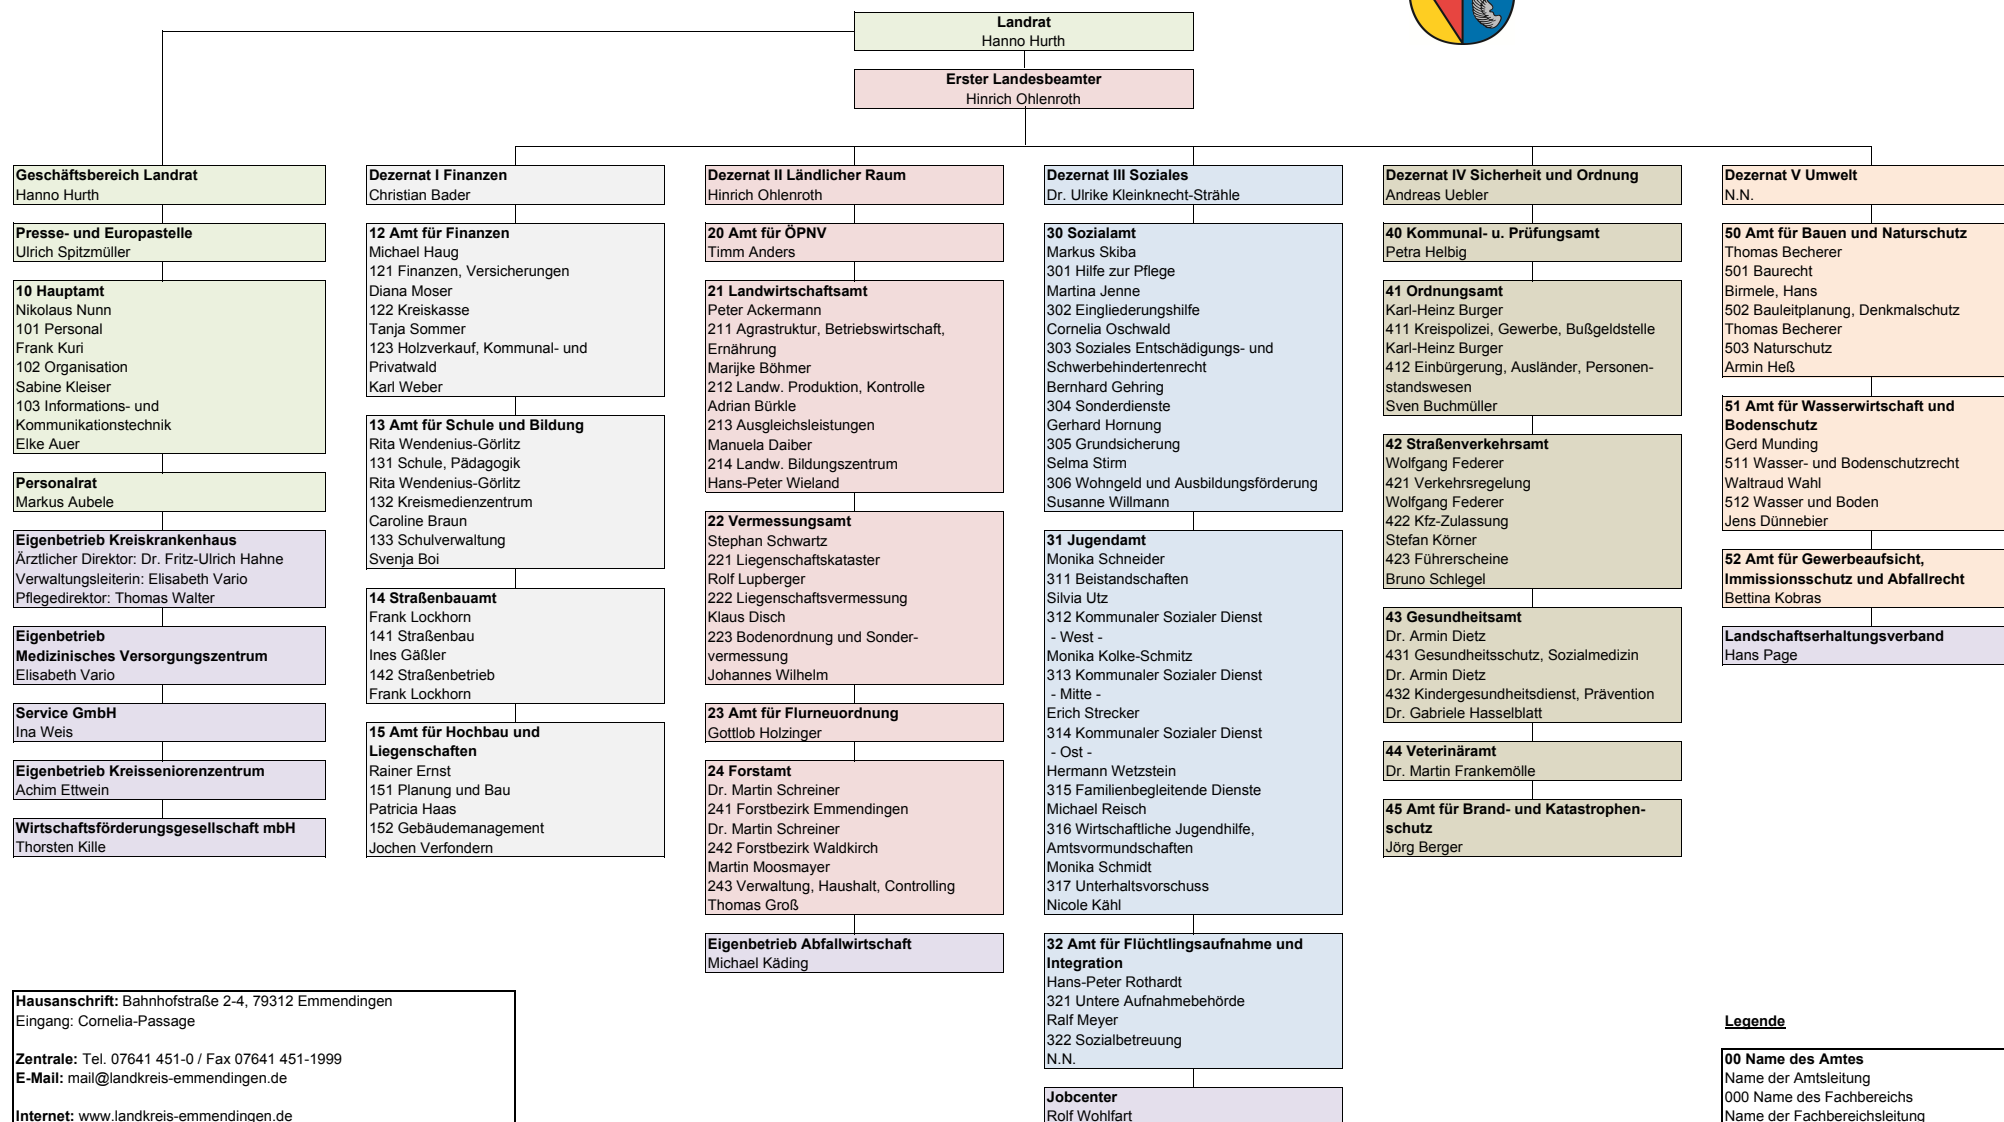 Landrat
Hanno Hurth
Erster Landesbeamter
Hinrich Ohlenroth
Geschäftsbereich Landrat
Hanno Hurth
Presse- und Europastelle
Ulrich Spitzmüller
10 Hauptamt
Nikolaus Nunn
101 Personal
Frank Kuri
102 Organisation
Sabine Kleiser
103 Informations- und
Kommunikationstechnik
Elke Auer
Personalrat
Markus Aubele
Eigenbetrieb Kreiskrankenhaus
Ärztlicher Direktor: Dr. Fritz-Ulrich Hahne
Verwaltungsleiterin: Elisabeth Vario
Pflegedirektor: Thomas Walter
Eigenbetrieb
Medizinisches Versorgungszentrum
Elisabeth Vario
Service GmbH
Ina Weis
Eigenbetrieb Kreisseniorenzentrum
Achim Ettwein
Wirtschaftsförderungsgesellschaft mbH
Thorsten Kille
Dezernat I Finanzen
Christian Bader
12 Amt für Finanzen
Michael Haug
121 Finanzen, Versicherungen
Diana Moser
122 Kreiskasse
Tanja Sommer
123 Holzverkauf, Kommunal- und
Privatwald
Karl Weber
13 Amt für Schule und Bildung
Rita Wendenius-Görlitz
131 Schule, Pädagogik
Rita Wendenius-Görlitz
132 Kreismedienzentrum
Caroline Braun
133 Schulverwaltung
Svenja Boi
14 Straßenbauamt
Frank Lockhorn
141 Straßenbau
Ines Gäßler
142 Straßenbetrieb
Frank Lockhorn
15 Amt für Hochbau und
Liegenschaften
Rainer Ernst
151 Planung und Bau
Patricia Haas
152 Gebäudemanagement
Jochen Verfondern
Dezernat II Ländlicher Raum
Hinrich Ohlenroth
20 Amt für ÖPNV
Timm Anders
21 Landwirtschaftsamt
Peter Ackermann
211 Agrastruktur, Betriebswirtschaft,
Ernährung
Marijke Böhmer
212 Landw. Produktion, Kontrolle
Adrian Bürkle
213 Ausgleichsleistungen
Manuela Daiber
214 Landw. Bildungszentrum
Hans-Peter Wieland
22 Vermessungsamt
Stephan Schwartz
221 Liegenschaftskataster
Rolf Lupberger
222 Liegenschaftsvermessung
Klaus Disch
223 Bodenordnung und Sonder-
vermessung
Johannes Wilhelm
23 Amt für Flurneuordnung
Gottlob Holzinger
24 Forstamt
Dr. Martin Schreiner
241 Forstbezirk Emmendingen
Dr. Martin Schreiner
242 Forstbezirk Waldkirch
Martin Moosmayer
243 Verwaltung, Haushalt, Controlling
Thomas Groß
Eigenbetrieb Abfallwirtschaft
Michael Käding
Dezernat III Soziales
Dr. Ulrike Kleinknecht-Strähle
30 Sozialamt
Markus Skiba
301 Hilfe zur Pflege
Martina Jenne
302 Eingliederungshilfe
Cornelia Oschwald
303 Soziales Entschädigungs- und
Schwerbehindertenrecht
Bernhard Gehring
304 Sonderdienste
Gerhard Hornung
305 Grundsicherung
Selma Stirm
306 Wohngeld und Ausbildungsförderung
Susanne Willmann
31 Jugendamt
Monika Schneider
311 Beistandschaften
Silvia Utz
312 Kommunaler Sozialer Dienst
- West -
Monika Kolke-Schmitz
313 Kommunaler Sozialer Dienst
- Mitte -
Erich Strecker
314 Kommunaler Sozialer Dienst
- Ost -
Hermann Wetzstein
315 Familienbegleitende Dienste
Michael Reisch
316 Wirtschaftliche Jugendhilfe,
Amtsvormundschaften
Monika Schmidt
317 Unterhaltsvorschuss
Nicole Kähl
32 Amt für Flüchtlingsaufnahme und
Integration
Hans-Peter Rothardt
321 Untere Aufnahmebehörde
Ralf Meyer
322 Sozialbetreuung
N.N.
Jobcenter
Rolf Wohlfart
Dezernat IV Sicherheit und Ordnung
Andreas Uebler
40 Kommunal- u. Prüfungsamt
Petra Helbig
41 Ordnungsamt
Karl-Heinz Burger
411 Kreispolizei, Gewerbe, Bußgeldstelle
Karl-Heinz Burger
412 Einbürgerung, Ausländer, Personen-
standswesen
Sven Buchmüller
42 Straßenverkehrsamt
Wolfgang Federer
421 Verkehrsregelung
Wolfgang Federer
422 Kfz-Zulassung
Stefan Körner
423 Führerscheine
Bruno Schlegel
43 Gesundheitsamt
Dr. Armin Dietz
431 Gesundheitsschutz, Sozialmedizin
Dr. Armin Dietz
432 Kindergesundheitsdienst, Prävention
Dr. Gabriele Hasselblatt
44 Veterinäramt
Dr. Martin Frankemölle
45 Amt für Brand- und Katastrophen-
schutz
Jörg Berger
Dezernat V Umwelt
N.N.
50 Amt für Bauen und Naturschutz
Thomas Becherer
501 Baurecht
Birmele, Hans
502 Bauleitplanung, Denkmalschutz
Thomas Becherer
503 Naturschutz
Armin Heß
51 Amt für Wasserwirtschaft und
Bodenschutz
Gerd Munding
511 Wasser- und Bodenschutzrecht
Waltraud Wahl
512 Wasser und Boden
Jens Dünnebier
52 Amt für Gewerbeaufsicht,
Immissionsschutz und Abfallrecht
Bettina Kobras
Landschaftserhaltungsverband
Hans Page
Hausanschrift: Bahnhofstraße 2-4, 79312 Emmendingen
Eingang: Cornelia-Passage
Zentrale: Tel. 07641 451-0 / Fax 07641 451-1999
E-Mail: mail@landkreis-emmendingen.de
Internet: www.landkreis-emmendingen.de
Legende
00 Name des Amtes
Name der Amtsleitung
000 Name des Fachbereichs
Name der Fachbereichsleitung